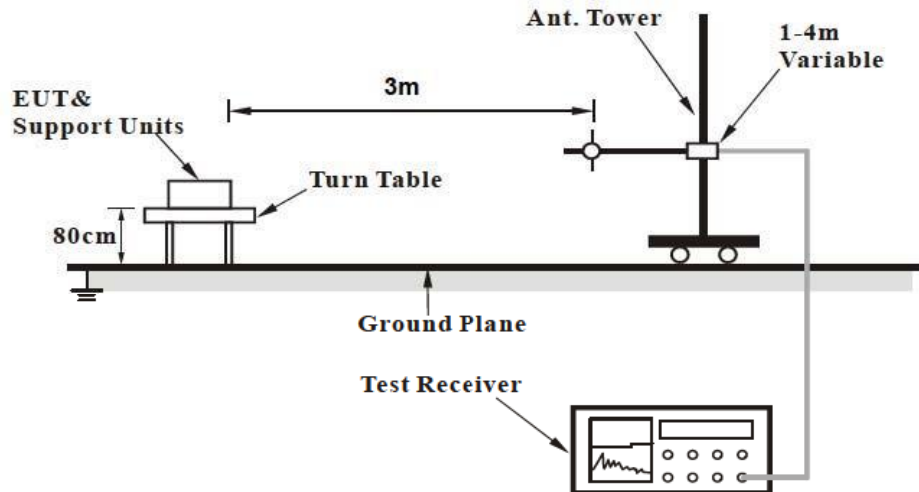 Ant. Tower
1-4m
Variable
3m
EUT&
Support Units
Turn Table
80cm
Ground Plane
Test Receiver